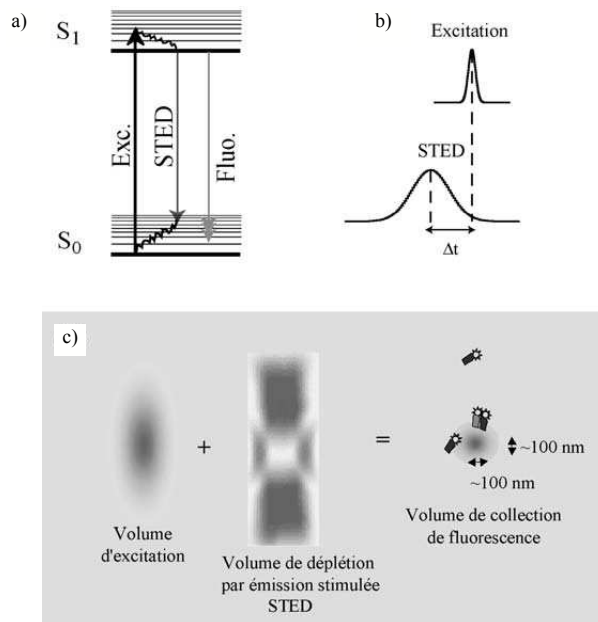 a)
S1
Exc.
STED
Fluo.
S0
b)
Excitation
STED
Δt
c)
+
=
~100 nm
~100 nm
Volume
d'excitation
Volume de déplétion
par émission stimulée
STED
Volume de collection
de fluorescence